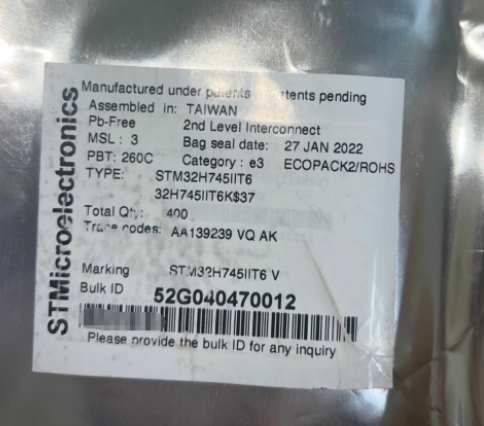 STMicroelectronics
Manufactured under patents patents pending
Assembled in: TAIWAN
Pb-Free 2nd Level Interconnect
MSL : 3 Bag seal date: 27 JAN 2022
PBT: 260C Category : e3 ECOPACK2/ROHS
TYPE: STM32H745IIT6
32H745IIT6K$37
Total Qty: 400
Trace codes: AA139239 VQ AK
Marking STM32H745IIT6 V
Bulk ID 52G040470012
Please provide the bulk ID for any inquiry